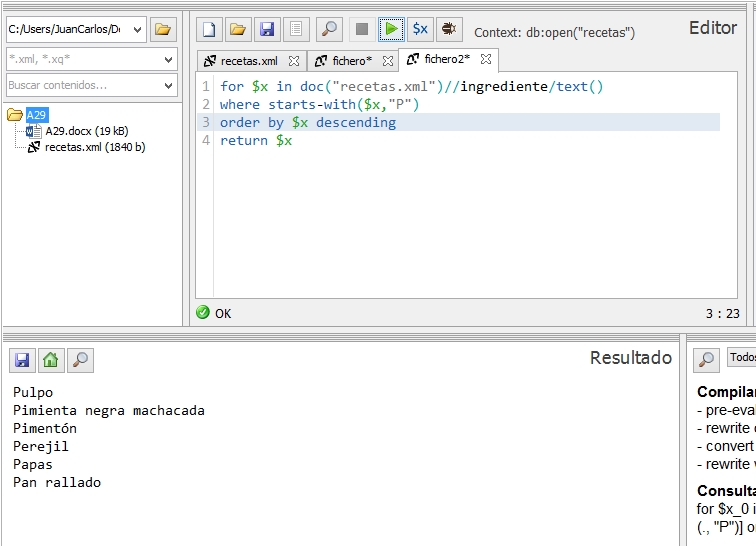 C:/Users/JuanCarlos/D
*.xml, *.xq*
Buscar contenidos...
A29
A29.docx (19 kB)
recetas.xml (1840 b)
$x
Context: db:open("recetas")
Editor
recetas.xml
fichero*
fichero2*
1 for $x in doc("recetas.xml")//ingrediente/text()
2 where starts-with($x,"P")
3 order by $x descending
4 return $x
OK
3 : 23
Resultado
Pulpo
Pimienta negra machacada
Pimentón
Perejil
Papas
Pan rallado
Todos
Compila
- pre-eval
- rewrite
- convert
- rewrite
Consulta
for $x_0 i
(., "P")] o